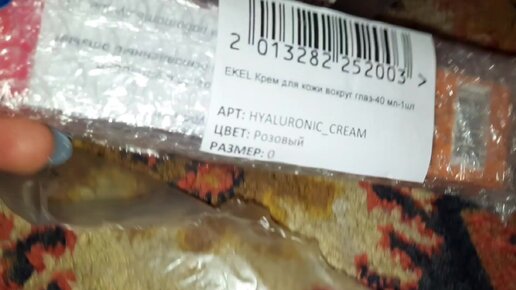 2 013282 252003 >
EKEL Крем для кожи вокруг глаз-40 мл-1шт
АРТ: HYALURONIC_CREAM
ЦВЕТ: Розовый
РАЗМЕР: 0